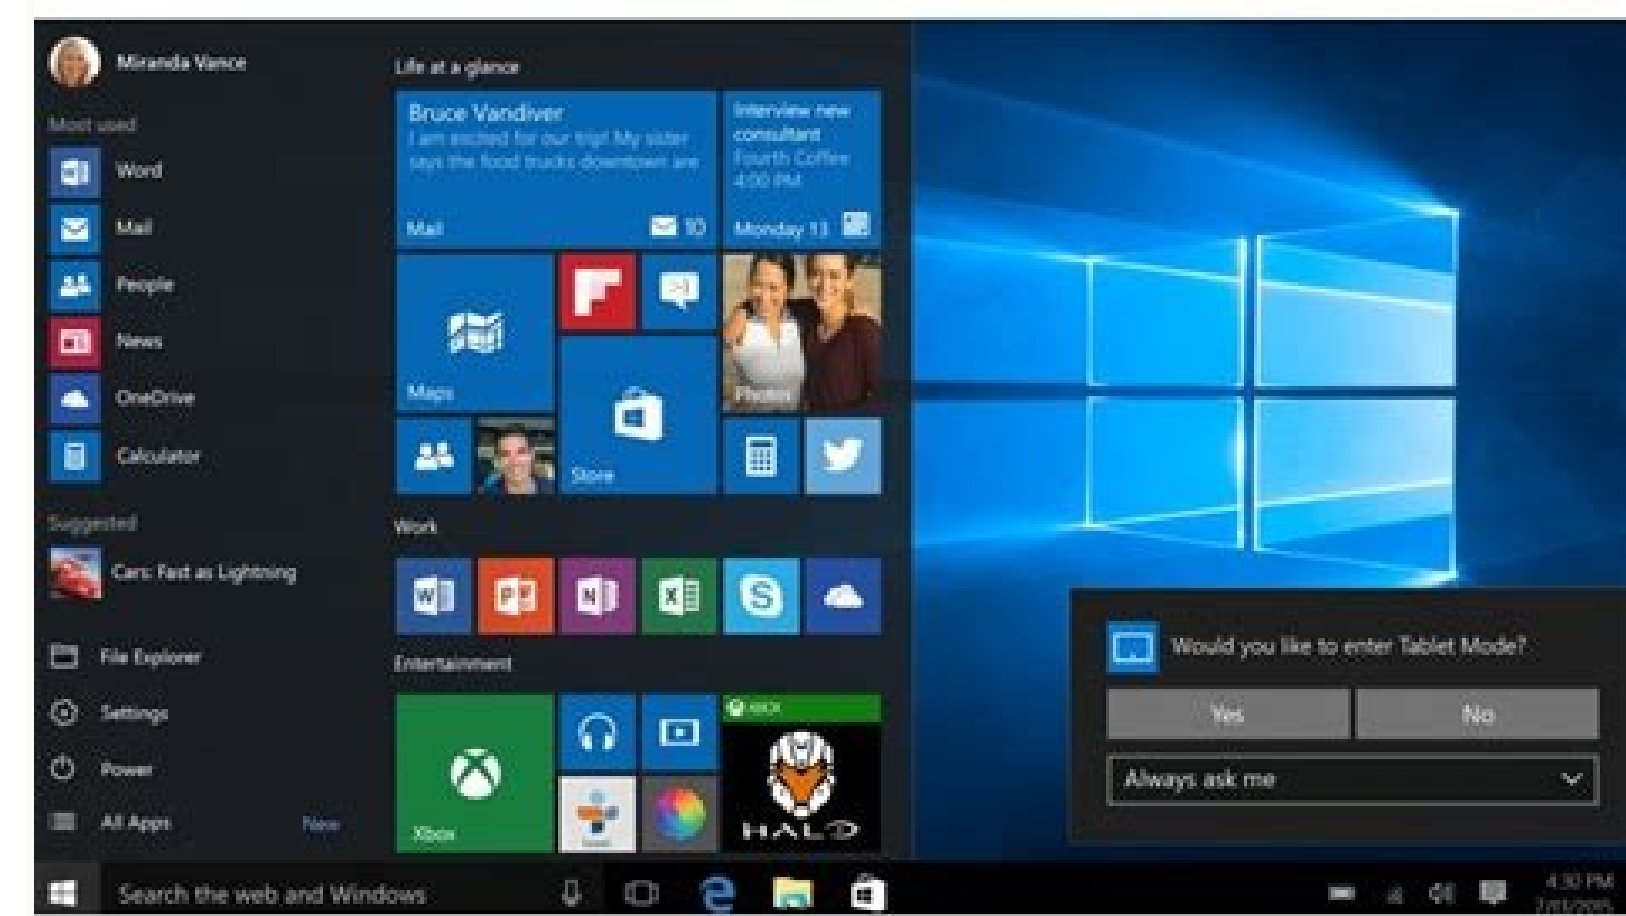 Miranda Vance
Most used
Word
Mail
People
News
OneDrive
Calculator
Suggested
Cars: Fast as Lightning
File Explorer
Settings
Power
All Apps
New
Life at a glance
Bruce Vandiver
I am excited for our trip! My sister
says the food trucks downtown are
Mail
10
Interview new
consultant
Fourth Coffee
4:00 PM
Monday 13
Maps
Store
Photos
Work
Entertainment
Xbox
XBOX
HALO
Would you like to enter Tablet Mode?
Yes
No
Always ask me
Search the web and Windows
4:30 PM